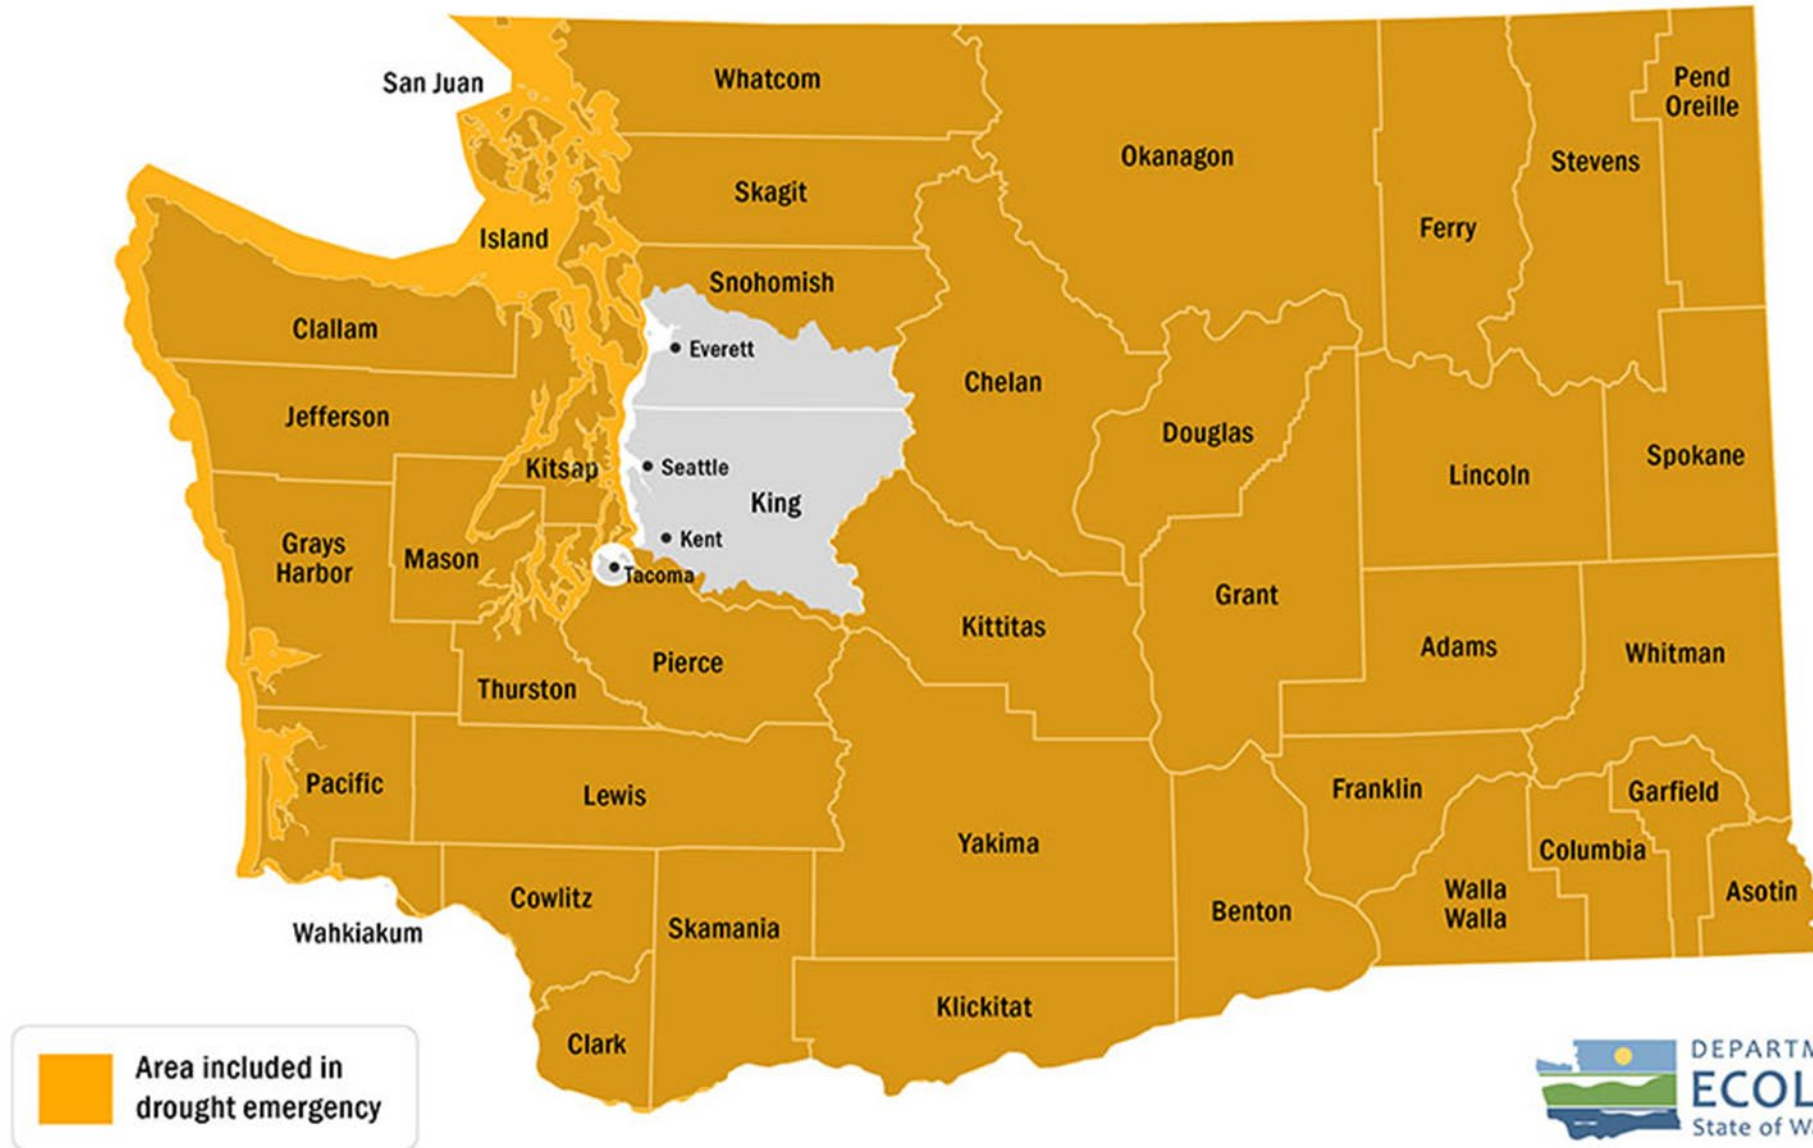 San Juan
Whatcom
Pend
Oreille
Okanagon
Stevens
Skagit
Ferry
Island
Snohomish
Clallam
Everett
Chelan
Jefferson
Douglas
Kitsap
Seattle
Spokane
Lincoln
King
Kent
Grays
Harbor
Mason
Tacoma
Grant
Kittitas
Adams
Whitman
Pierce
Thurston
Pacific
Lewis
Franklin
Garfield
Yakima
Columbia
Cowlitz
Walla
Walla
Asotin
Benton
Skamania
Wahkiakum
Klickitat
Clark
Area included in
drought emergency
DEPARTM
ECOL
State of Wa